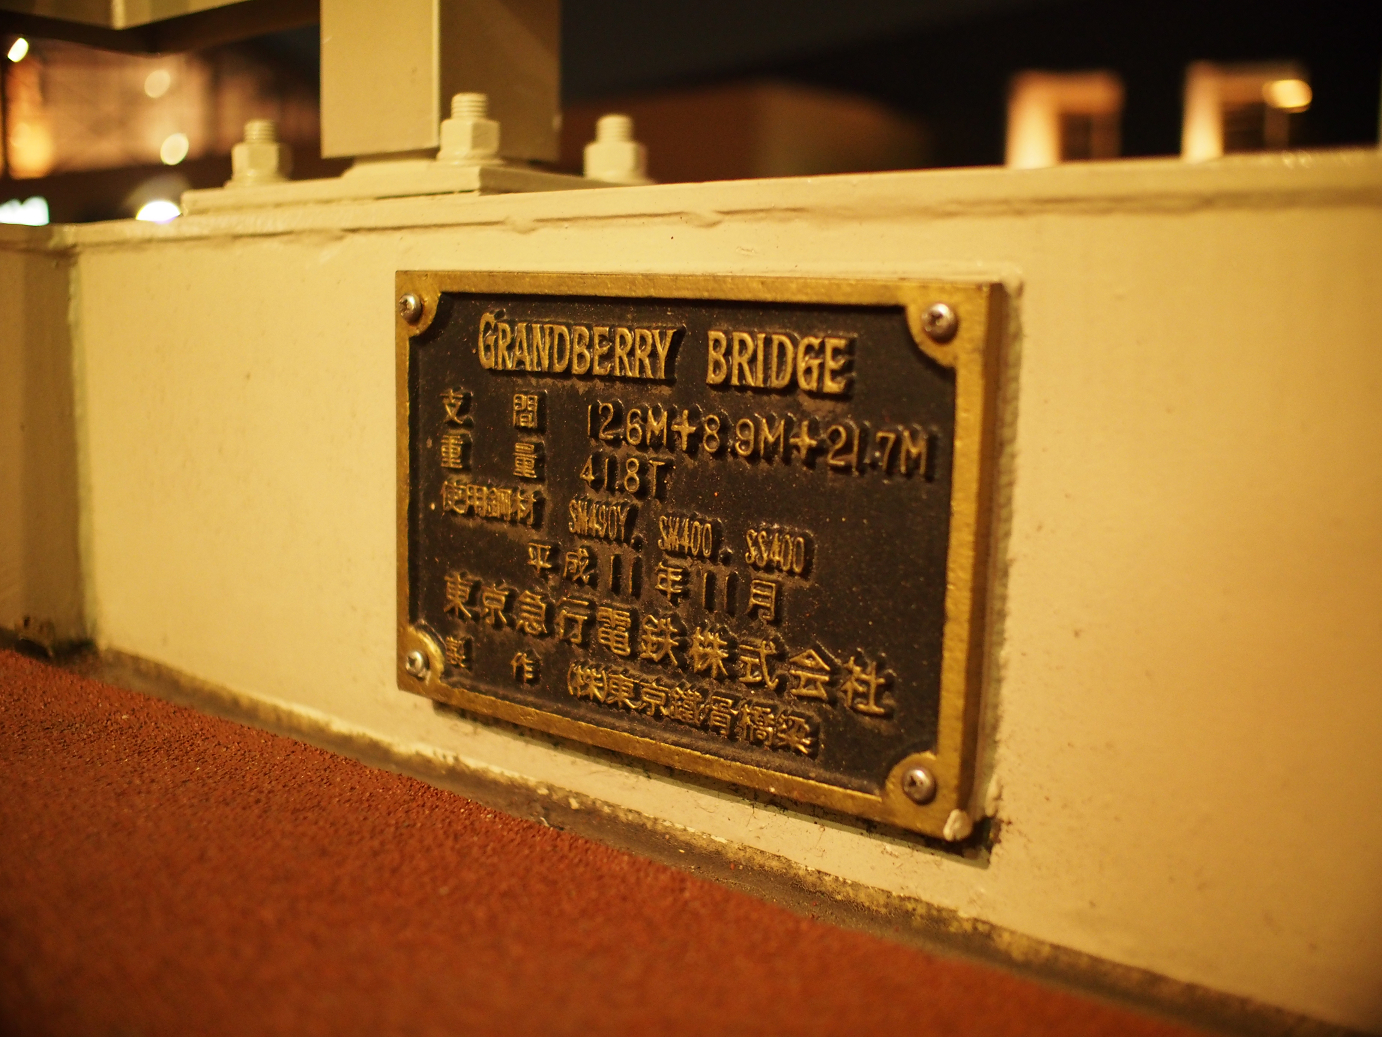 GRANDBERRY BRIDGE
支間 12.6M+8.9M+21.7M
重量 41.8T
使用鋼材 SM490Y. SM400. SS400
平成11年11月
東京急行電鉄株式会社
製作 (株)東京鐵骨橋梁